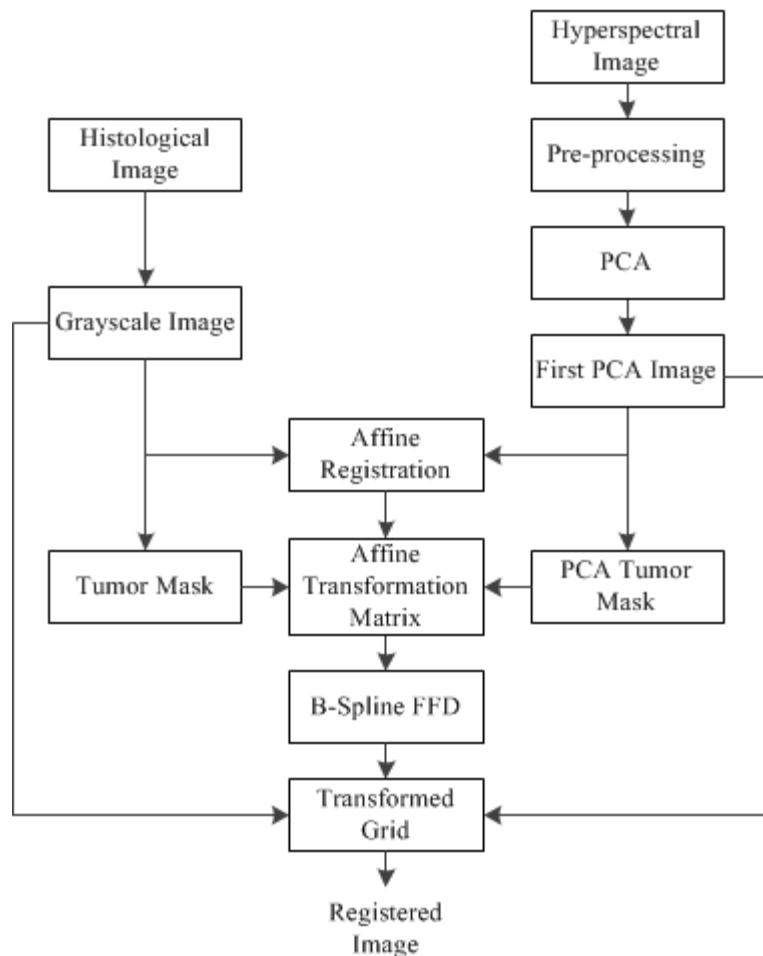 Hyperspectral
Image
Histological
Image
Pre-processing
PCA
Grayscale Image
First PCA Image
Affine
Registration
Tumor Mask
Affine
Transformation
Matrix
PCA Tumor
Mask
B-Spline FFD
Transformed
Grid
Registered
Image